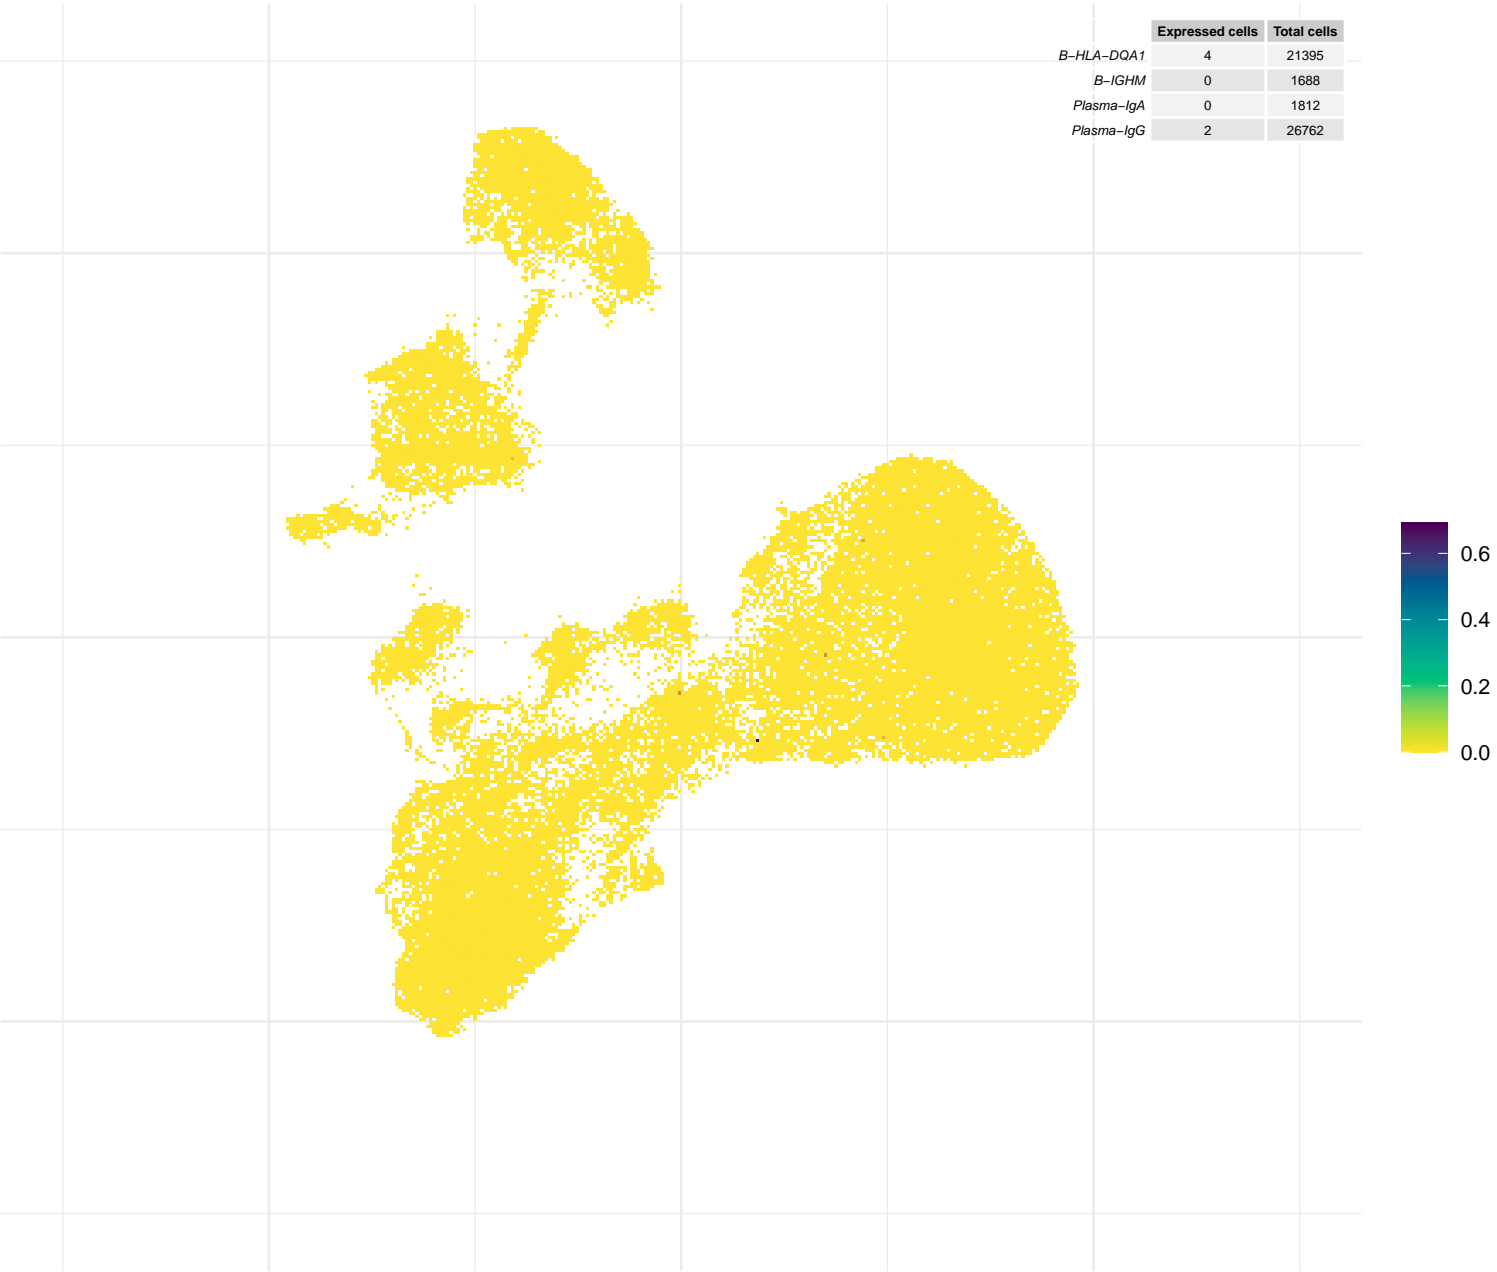 Expressed cells Total cells
B−HLA−DQA1 4 21395
B−IGHM 0 1688
Plasma−IgA 0 1812
Plasma−IgG 2 26762
0.6
0.4
0.2
0.0